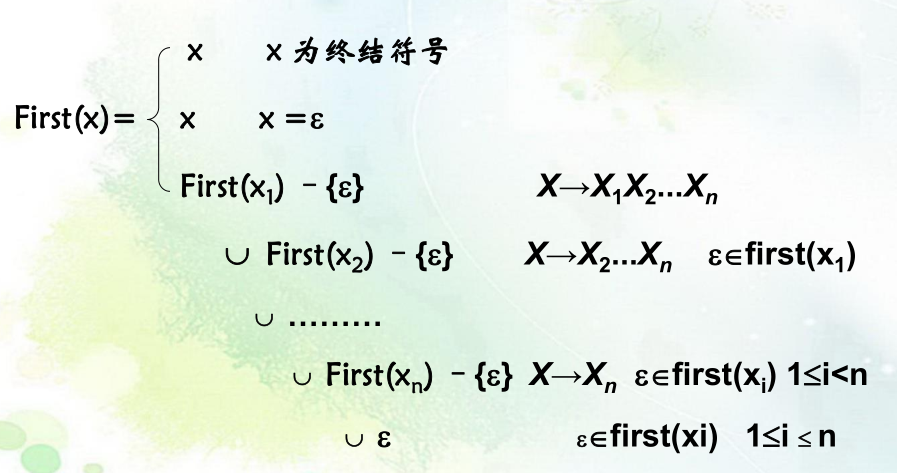 x x 为终结符号
First(x)= x x =ε
First(x₁) －{ε} X→X₁X₂...Xₙ
∪ First(x₂) －{ε} X→X₂...Xₙ ε∈first(x₁)
∪ ………
∪ First(xₙ) －{ε} X→Xₙ ε∈first(xᵢ) 1≤i<n
∪ ε ε∈first(xi) 1≤i ≤ n